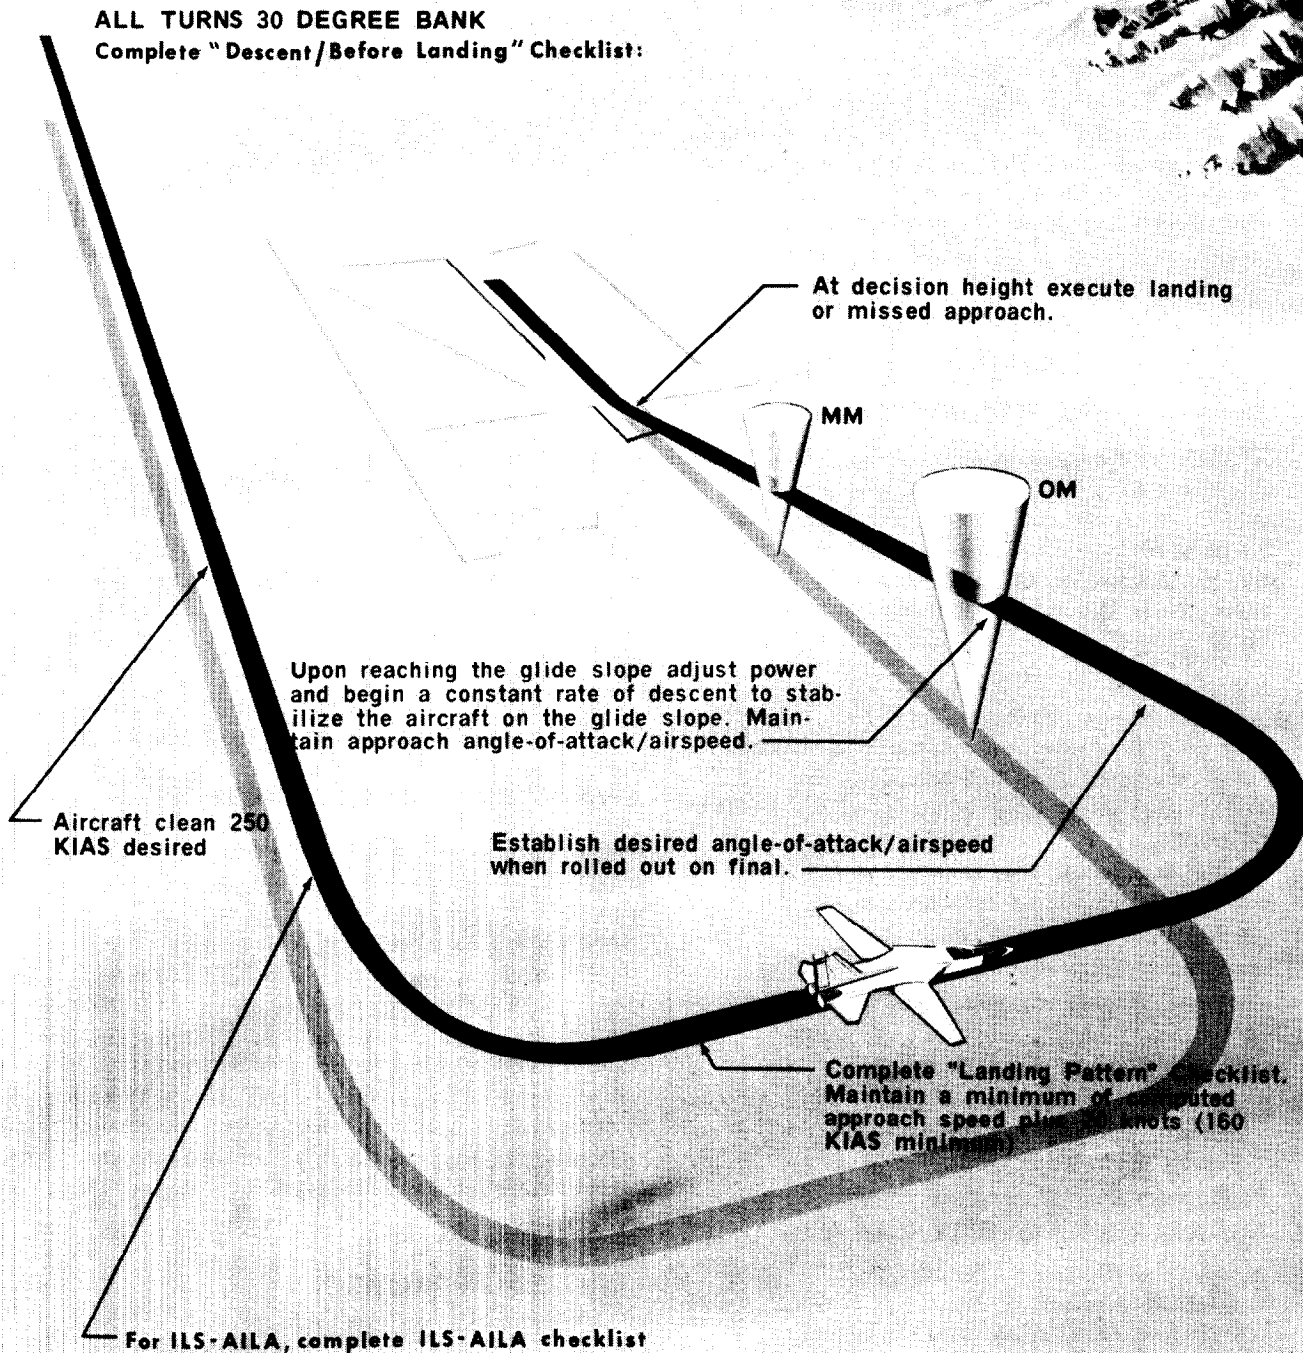 ALL TURNS 30 DEGREE BANK
Complete "Descent/Before Landing" Checklist:
At decision height execute landing
or missed approach.
MM
OM
Upon reaching the glide slope adjust power
and begin a constant rate of descent to stab-
ilize the aircraft on the glide slope. Main-
tain approach angle-of-attack/airspeed.
Aircraft clean 250
KIAS desired
Establish desired angle-of-attack/airspeed
when rolled out on final.
Complete "Landing Pattern" Checklist.
Maintain a minimum of computed
approach speed plus knots (160
KIAS minimum)
For ILS-AILA, complete ILS-AILA checklist